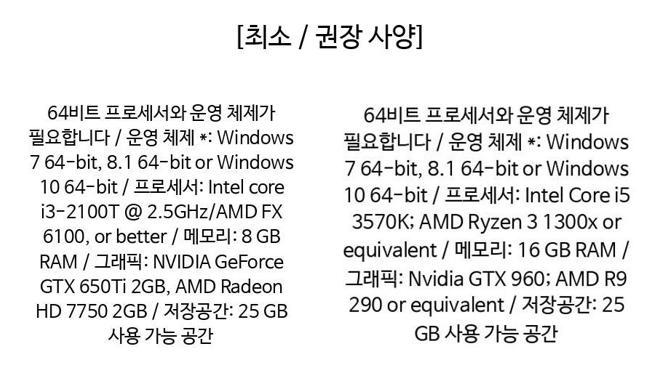 [최소 / 권장 사양]
64비트 프로세서와 운영 체제가
필요합니다 / 운영 체제 *: Windows
7 64-bit, 8.1 64-bit or Windows
10 64-bit / 프로세서: Intel core
i3-2100T @ 2.5GHz/AMD FX
6100, or better / 메모리: 8 GB
RAM / 그래픽: NVIDIA GeForce
GTX 650Ti 2GB, AMD Radeon
HD 7750 2GB / 저장공간: 25 GB
사용 가능 공간
64비트 프로세서와 운영 체제가
필요합니다 / 운영 체제 *: Windows
7 64-bit, 8.1 64-bit or Windows
10 64-bit / 프로세서: Intel Core i5
3570K; AMD Ryzen 3 1300x or
equivalent / 메모리: 16 GB RAM /
그래픽: Nvidia GTX 960; AMD R9
290 or equivalent / 저장공간: 25
GB 사용 가능 공간